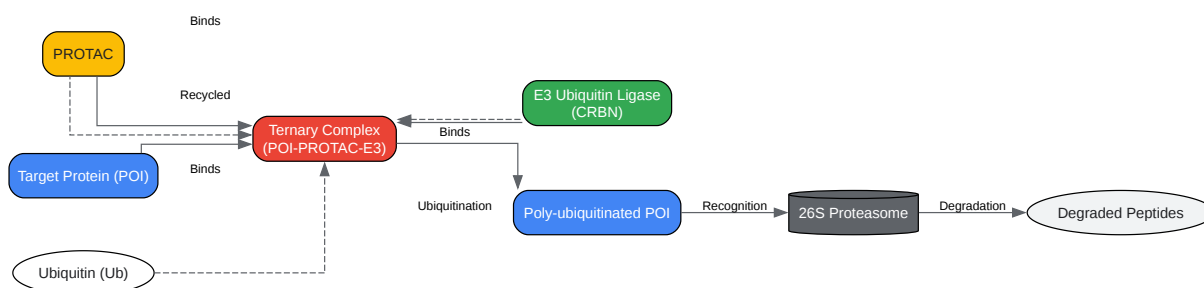 Binds
PROTAC
Recycled
E3 Ubiquitin Ligase
(CRBN)
Ternary Complex
(POI-PROTAC-E3)
Binds
Target Protein (POI)
Binds
Ubiquitination
Poly-ubiquitinated POI
Recognition
26S Proteasome
Degradation
Degraded Peptides
Ubiquitin (Ub)